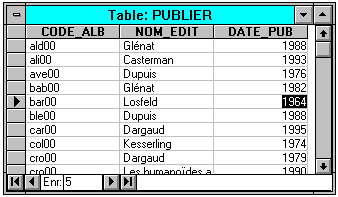 Table: PUBLIER
CODE_ALB NOM_EDIT DATE_PUB
ald00 Glénat 1988
ali00 Casterman 1993
ave00 Dupuis 1976
bab00 Glénat 1982
bar00 Losfeld 1964
ble00 Dupuis 1988
car00 Dargaud 1995
col00 Kesserling 1974
cro00 Dargaud 1979
cro00 Les humanoïdes a 1990
Enr: 5